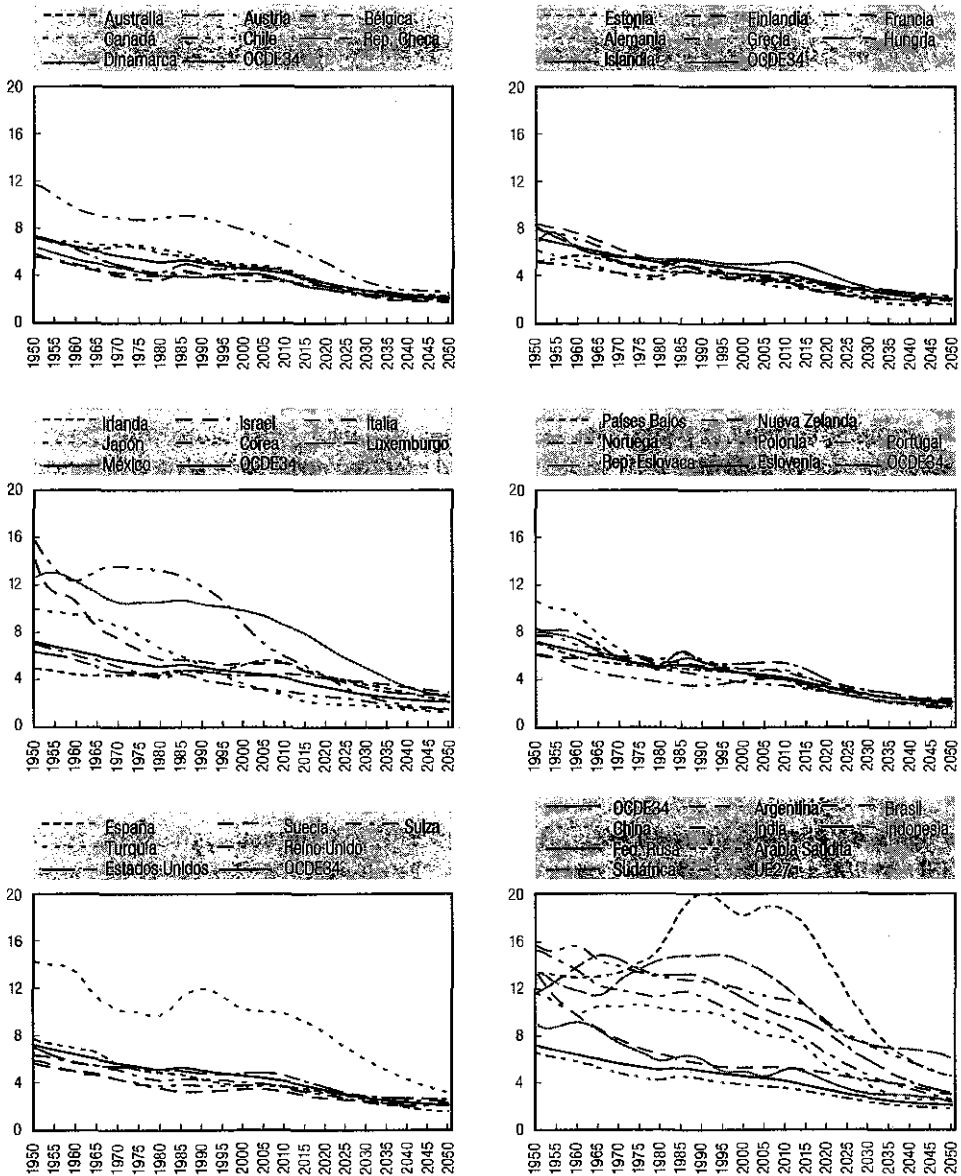 Australia Austria Bélgica
Canadá Chile Rep. Checa
Dinamarca OCDE34
20
16
12
8
4
0
1950 1955 1960 1965 1970 1975 1980 1985 1990 1995 2000 2005 2010 2015 2020 2025 2030 2035 2040 2045 2050
Estonia Finlandia Francia
Alemania Grecia Hungría
Islandia OCDE34
20
16
12
8
4
0
1950 1955 1960 1965 1970 1975 1980 1985 1990 1995 2000 2005 2010 2015 2020 2025 2030 2035 2040 2045 2050
Irlanda Israel Italia
Japón Corea Luxemburgo
México OCDE34
20
16
12
8
4
0
1950 1955 1960 1965 1970 1975 1980 1985 1990 1995 2000 2005 2010 2015 2020 2025 2030 2035 2040 2045 2050
Países Bajos Nueva Zelanda
Noruega Polonia Portugal
Rep. Eslovaca Eslovenia OCDE34
20
16
12
8
4
0
1950 1955 1960 1965 1970 1975 1980 1985 1990 1995 2000 2005 2010 2015 2020 2025 2030 2035 2040 2045 2050
España Suecia Suiza
Turquía Reino Unido
Estados Unidos OCDE34
20
16
12
8
4
0
1950 1955 1960 1965 1970 1975 1980 1985 1990 1995 2000 2005 2010 2015 2020 2025 2030 2035 2040 2045 2050
OCDE34 Argentina Brasil
China India Indonesia
Fed. Rusa Arabia Saudita
Sudáfrica UE27
20
16
12
8
4
0
1950 1955 1960 1965 1970 1975 1980 1985 1990 1995 2000 2005 2010 2015 2020 2025 2030 2035 2040 2045 2050